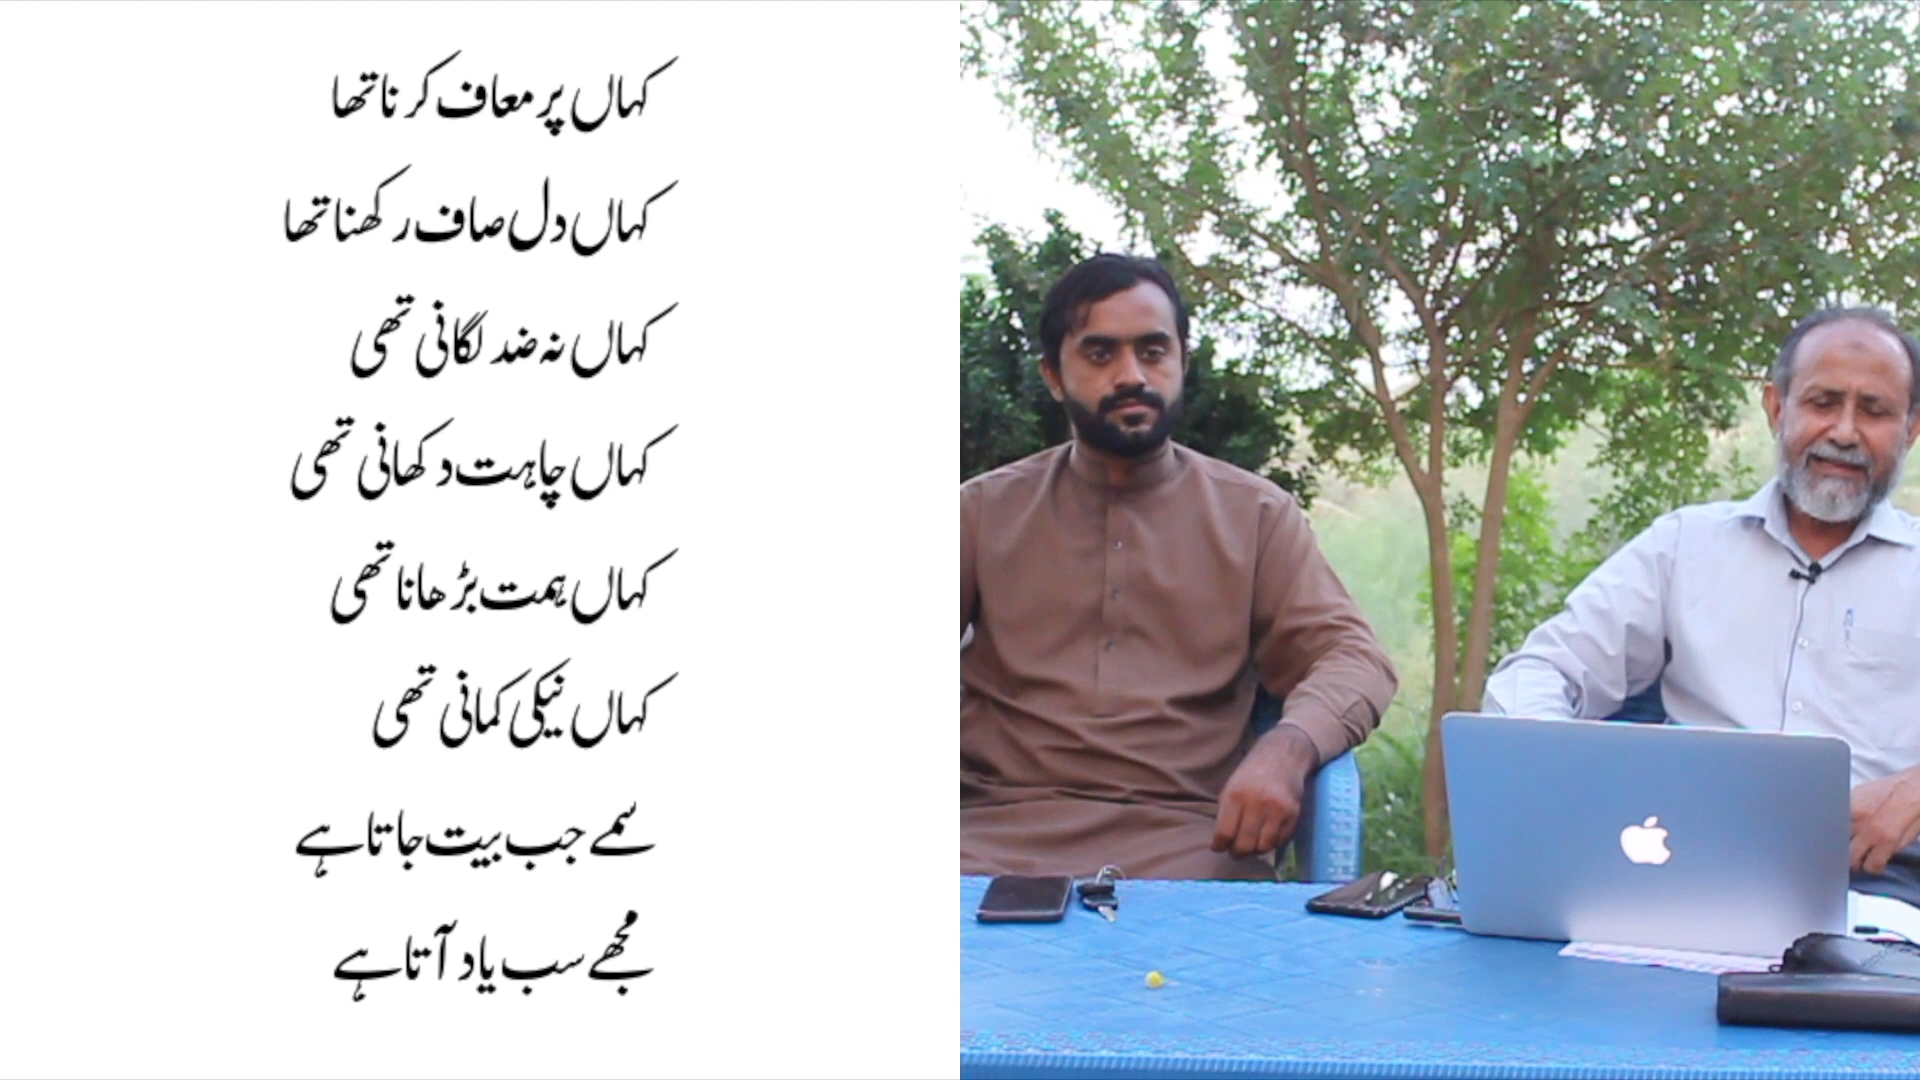 کہاں پر معاف کرنا تھا
کہاں دل صاف رکھنا تھا
کہاں نہ ضد لگانی تھی
کہاں چاہت دکھانی تھی
کہاں ہمت بڑھانا تھی
کہاں نیکی کمانی تھی
سمے جب بیت جاتا ہے
مجھے سب یاد آتا ہے